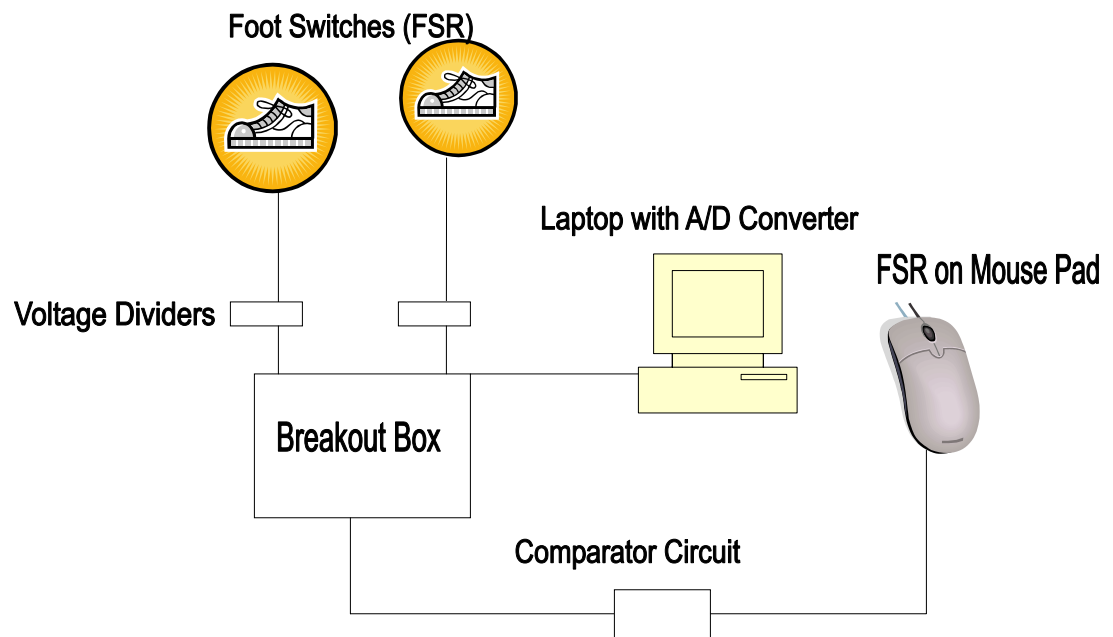 Foot Switches (FSR)
Laptop with A/D Converter
FSR on Mouse Pad
Voltage Dividers
Breakout Box
Comparator Circuit